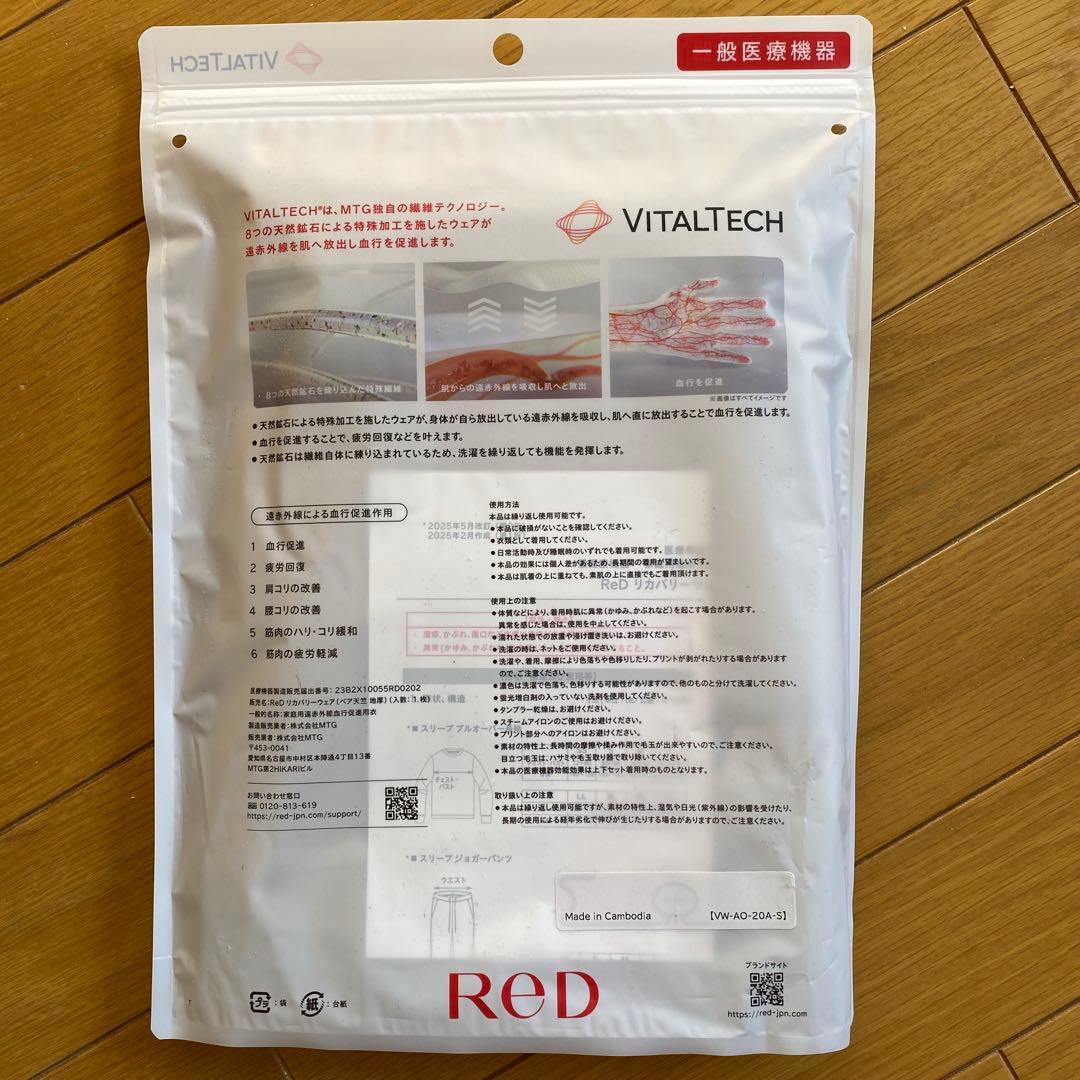 VITALTECH
一般医療機器
VITALTECH®は、MTG独自の繊維テクノロジー。
8つの天然鉱石による特殊加工を施したウェアが
遠赤外線を肌へ放出し血行を促進します。
VITALTECH
8つの天然鉱石を練り込んだ特殊繊維
肌からの遠赤外線を吸収し肌へと放出
血行を促進
※画像はすべてイメージです
●天然鉱石による特殊加工を施したウェアが、身体が自ら放出している遠赤外線を吸収し、肌へ直に放出することで血行を促進します。
●血行を促進することで、疲労回復などを叶えます。
●天然鉱石は繊維自体に練り込まれているため、洗濯を繰り返しても機能を発揮します。
遠赤外線による血行促進作用
1 血行促進
2 疲労回復
3 肩コリの改善
4 腰コリの改善
5 筋肉のハリ・コリ緩和
6 筋肉の疲労軽減
医療機器製造販売届出番号：23B2X10055RD0202
販売名：ReD リカバリーウェア（ベア天竺 地厚）（入数：1枚）
一般的名称：家庭用遠赤外線血行促進用衣
製造販売業者：株式会社MTG
販売業者：株式会社MTG
〒453-0041
愛知県名古屋市中村区本陣通4丁目13番
MTG第2HIKARIビル
お問い合わせ窓口
0120-813-619
https://red-jpn.com/support/
*2025年5月改訂
2025年2月作成
使用方法
本品は繰り返し使用可能です。
●本品に破損がないことを確認してください。
●衣類として着用してください。
●日常活動時及び睡眠時のいずれでも着用可能です。
●本品の効果には個人差があるため、長期間の着用が望ましいです。
●本品は肌着の上に重ねても、素肌の上に直接でもご着用頂けます。
ReD リカバリー
使用上の注意
●体質などにより、着用時肌に異常（かゆみ、かぶれなど）を起こす場合があります。
異常を感じた場合は、使用を中止してください。
●濡れた状態での放置や浸け置き洗いは、お避けください。
●洗濯の時は、ネットをご使用ください。
●洗濯や、着用、摩擦により色落ちや色移りしたり、プリントが剥がれたりする場合があります
ので、ご注意ください。
●濃色は洗濯で色落ち、色移りする可能性がありますので、他のものと分けて洗濯してください。
●蛍光増白剤の入っていない洗剤を使用してください。
●タンブラー乾燥は、お避けください。
●スチームアイロンのご使用はお避けください。
●プリント部分へのアイロンはお避けください。
●素材の特性上、長時間の摩擦や揉み作用で毛玉が出来やすいので、ご注意ください。
目立つ毛玉は、ハサミや毛玉取り器で取り除いてください。
●本品の医療機器効能効果は上下セット着用時のものとなります。
取り扱い上の注意
●本品は繰り返し使用可能ですが、素材の特性上、湿気や日光（紫外線）の影響を受けたり、
長期の使用による経年劣化で伸びが生じたりする場合がありますので、ご注意ください。
湿疹、かぶれ、傷口など
状、構造
*■ スリーブ プルオーバー
チェスト・
バスト
LL
*■ スリープ ジョガーパンツ
ウエスト
Made in Cambodia 【VW-AO-20A-S】
プラ：袋
紙：台紙
ReD
ブランドサイト
https://red-jpn.com